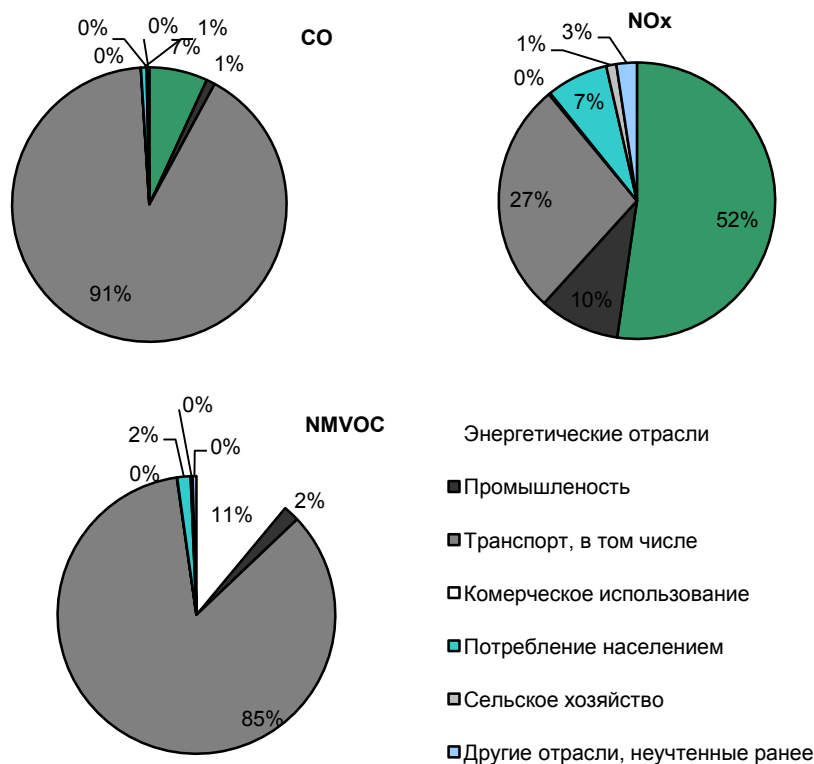 CO
0%
0%
1%
0%
7%
1%
91%
NOx
3%
1%
0%
7%
27%
52%
10%
NMVOC
0%
2%
0%
0%
11%
2%
85%
Энергетические отрасли
Промышленость
Транспорт, в том числе
Комерческое использование
Потребление населением
Сельское хозяйство
Другие отрасли, неучтенные ранее